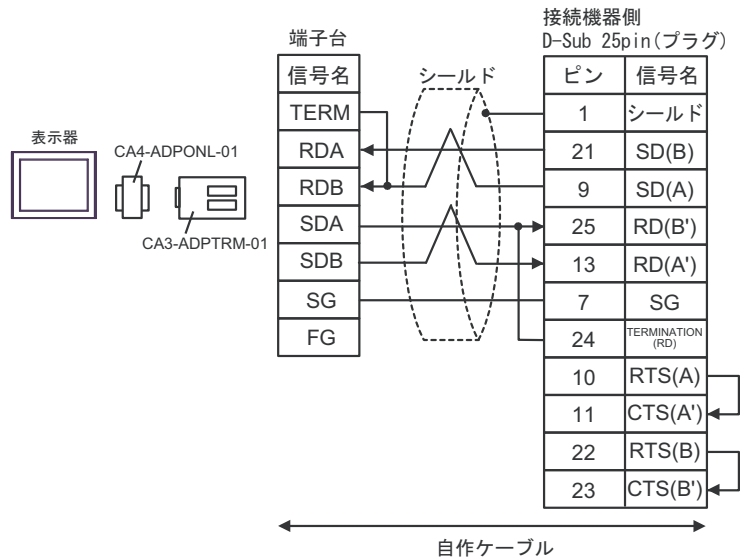 接続機器側
端子台
D-Sub 25pin(プラグ)
信号名
シールド
ピン 信号名
TERM
1 シールド
表示器
CA4-ADPONL-01
RDA
21 SD(B)
RDB
9 SD(A)
CA3-ADPTRM-01
SDA
25 RD(B')
SDB
13 RD(A')
SG
7 SG
FG
24 TERMINATION
(RD)
10 RTS(A)
11 CTS(A')
22 RTS(B)
23 CTS(B')
自作ケーブル